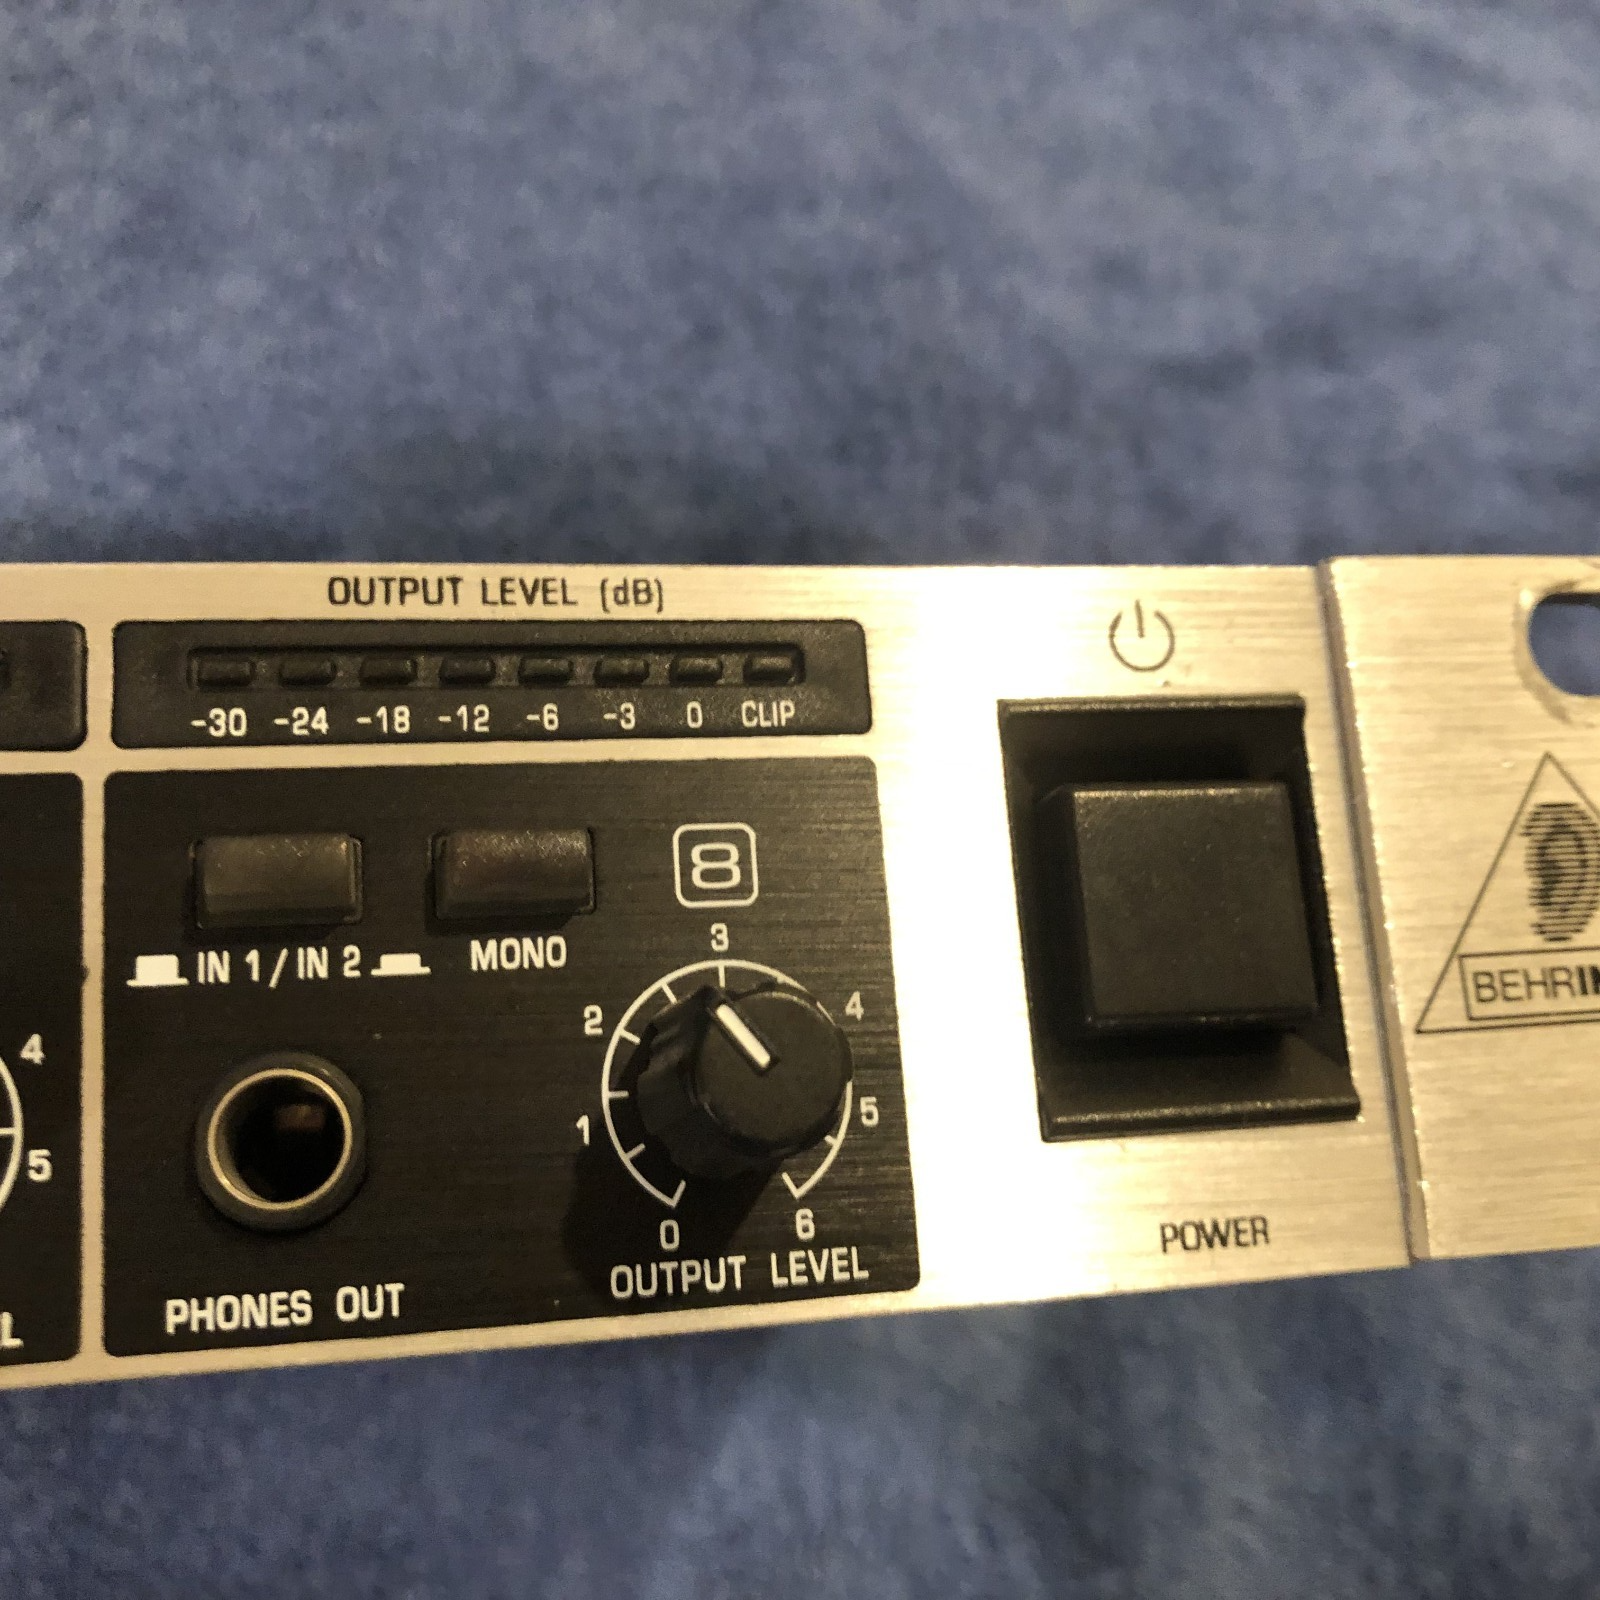 OUTPUT LEVEL (dB)
-30 -24 -18 -12 -6 -3 0 CLIP
IN 1 / IN 2 MONO
8
3
2 4
1 5
0 6
OUTPUT LEVEL
PHONES OUT
4
5
L
POWER
BEHRIN